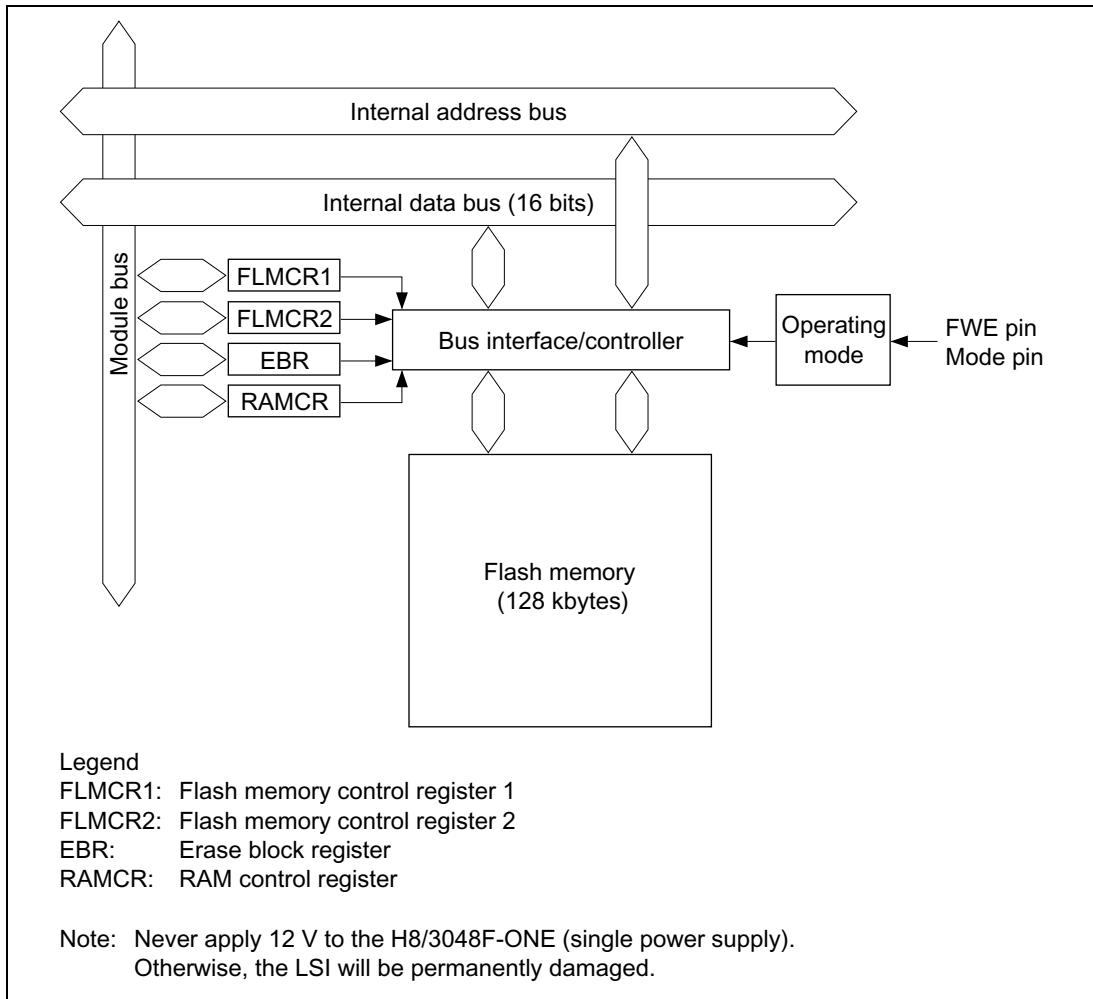 Internal address bus
Internal data bus (16 bits)
Module bus
FLMCR1
FLMCR2
EBR
RAMCR
Bus interface/controller
Operating
mode
FWE pin
Mode pin
Flash memory
(128 kbytes)
Legend
FLMCR1: Flash memory control register 1
FLMCR2: Flash memory control register 2
EBR: Erase block register
RAMCR: RAM control register
Note: Never apply 12 V to the H8/3048F-ONE (single power supply).
Otherwise, the LSI will be permanently damaged.